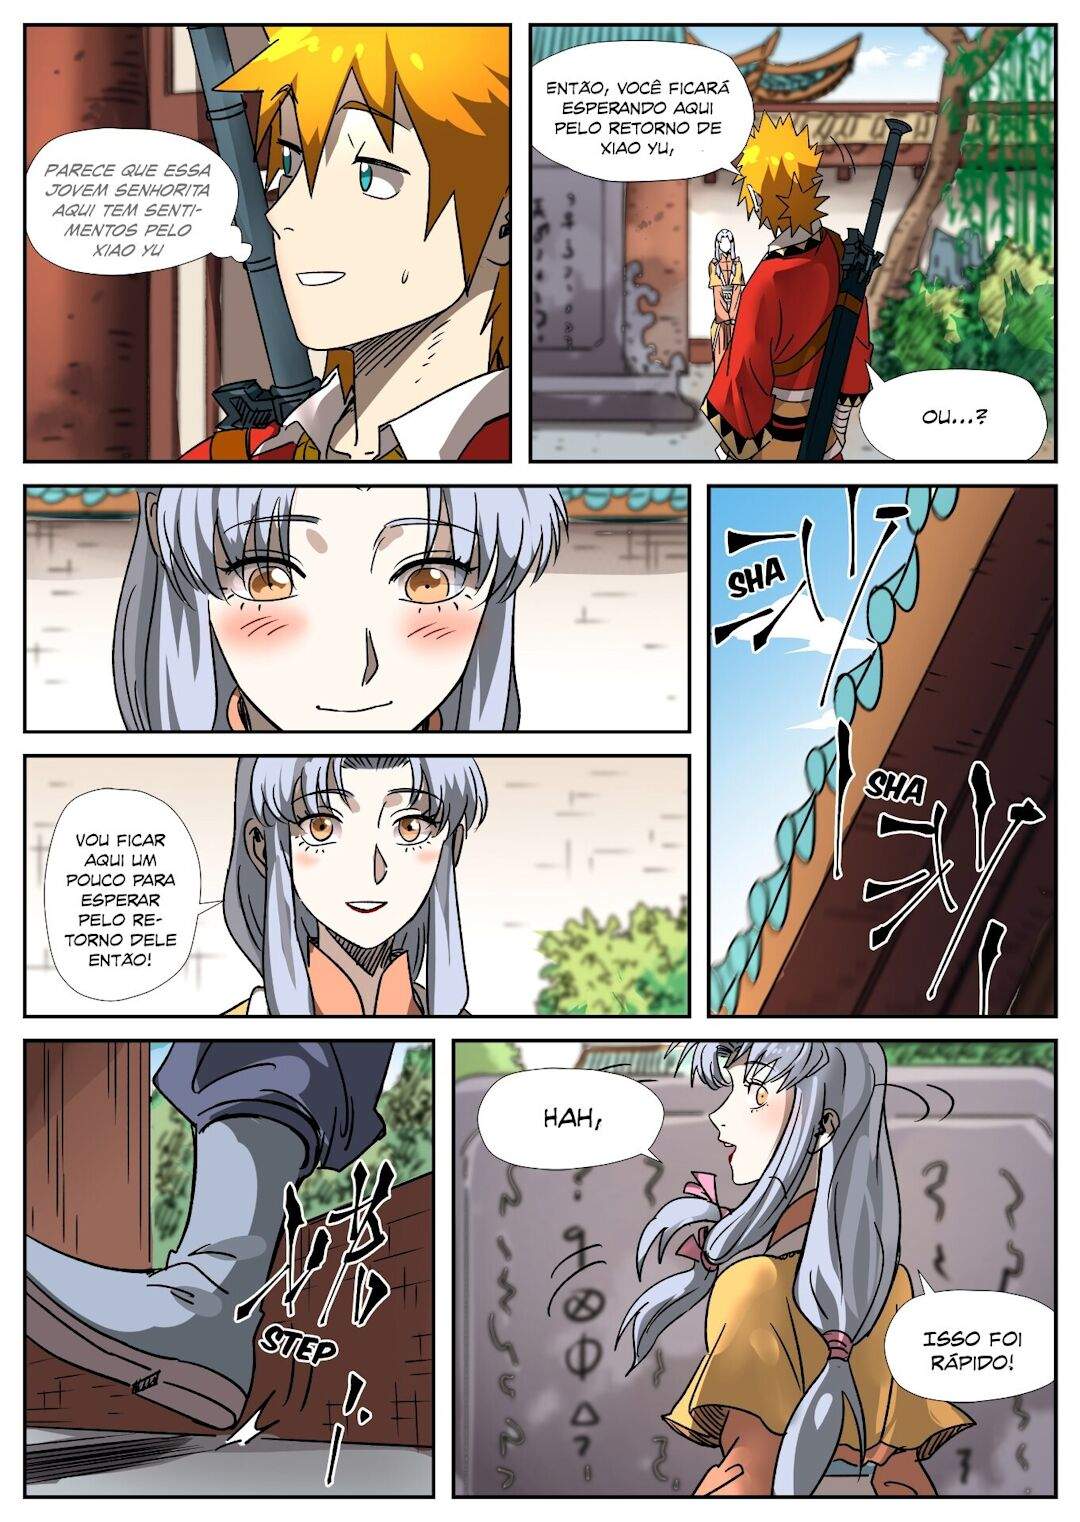 PARECE QUE ESSA
JOVEM SENHORITA
AQUI TEM SENTI-
MENTOS PELO
XIAO YU
ENTÃO, VOCÊ FICARÁ
ESPERANDO AQUI
PELO RETORNO DE
XIAO YU,
OU...?
SHA
SHA
VOU FICAR
AQUI UM
POUCO PARA
ESPERAR
PELO RE-
TORNO DELE
ENTÃO!
STEP
HAH,
ISSO FOI
RÁPIDO!